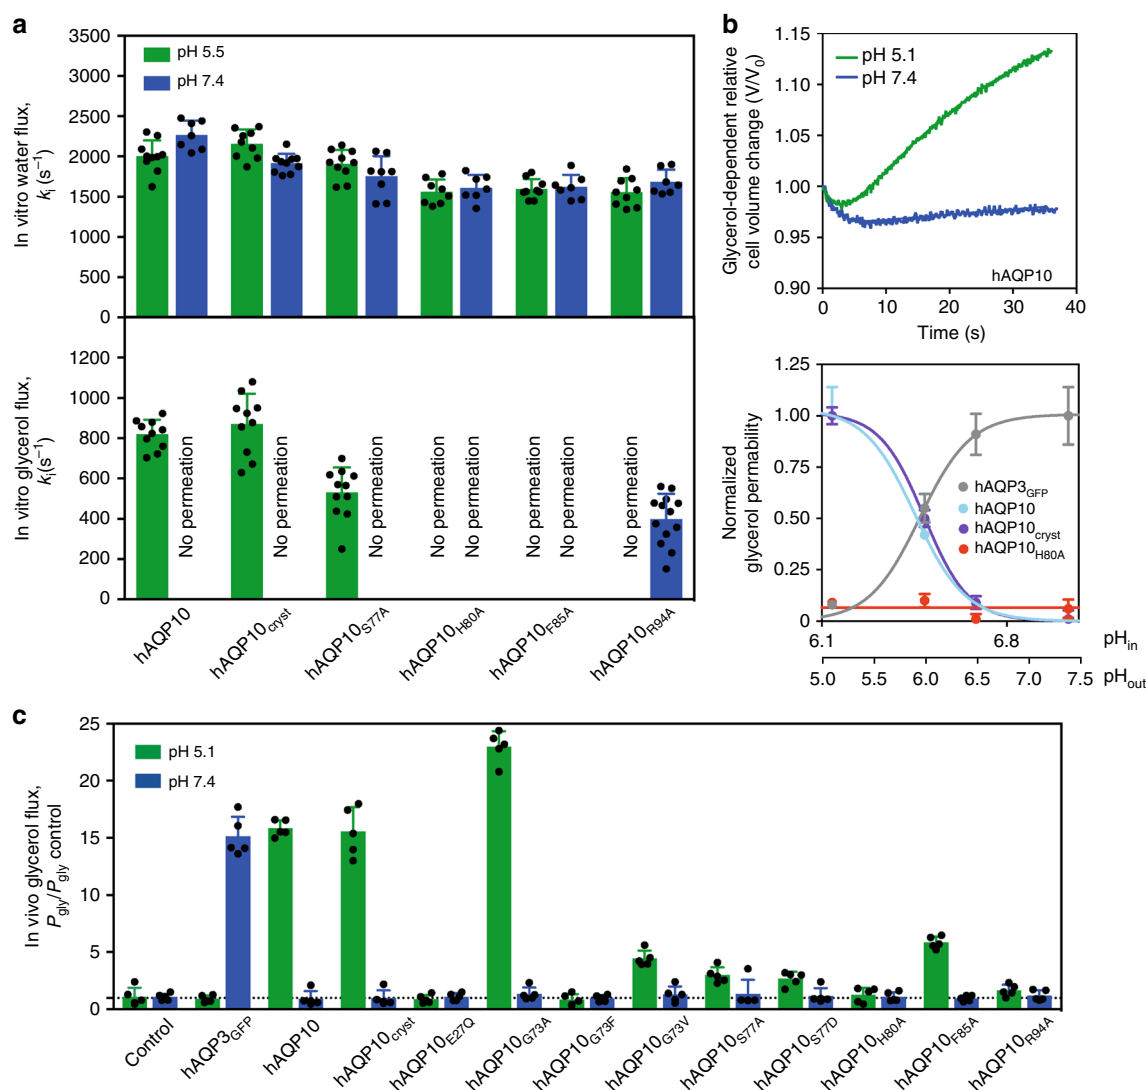 a
3500
3000
2500
2000
1500
1000
500
0
In vitro water flux,
kᵢ (s⁻¹)
pH 5.5
pH 7.4
1200
1000
800
600
400
200
0
In vitro glycerol flux,
kᵢ(s⁻¹)
No permeation
No permeation
No permeation
No permeation
No permeation
No permeation
No permeation
No permeation
hAQP10
hAQP10cryst
hAQP10S77A
hAQP10H80A
hAQP10F85A
hAQP10R94A
b
1.15
1.10
1.05
1.00
0.95
0.90
Glycerol-dependent relative
cell volume change (V/V₀)
pH 5.1
pH 7.4
hAQP10
0 10 20 30 40
Time (s)
1.25
1.00
0.75
0.50
0.25
0
Normalized
glycerol permability
hAQP3GFP
hAQP10
hAQP10cryst
hAQP10H80A
6.1 6.8 pHin
5.0 5.5 6.0 6.5 7.0 7.5 pHout
c
25
20
15
10
5
0
In vivo glycerol flux,
Pgly/Pgly control
pH 5.1
pH 7.4
Control
hAQP3GFP
hAQP10
hAQP10cryst
hAQP10E27Q
hAQP10G73A
hAQP10G73F
hAQP10G73V
hAQP10S77A
hAQP10S77D
hAQP10H80A
hAQP10F85A
hAQP10R94A